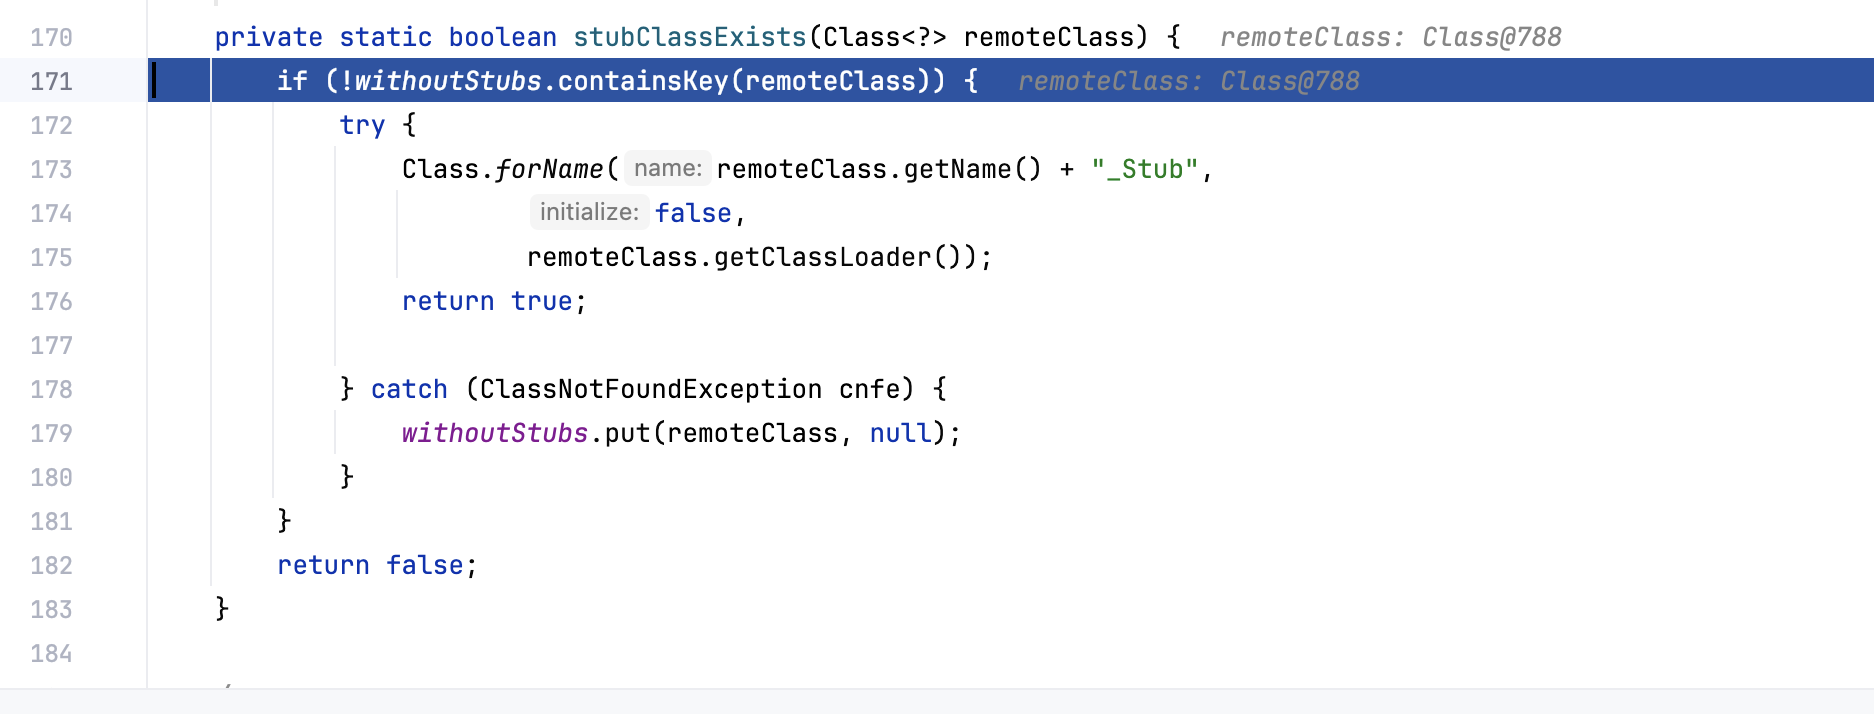 170 private static boolean stubClassExists(Class<?> remoteClass) { remoteClass: Class@788
171 if (!withoutStubs.containsKey(remoteClass)) { remoteClass: Class@788
172 try {
173 Class.forName( name: remoteClass.getName() + "_Stub",
174 initialize: false,
175 remoteClass.getClassLoader());
176 return true;
177
178 } catch (ClassNotFoundException cnfe) {
179 withoutStubs.put(remoteClass, null);
180 }
181 }
182 return false;
183 }
184